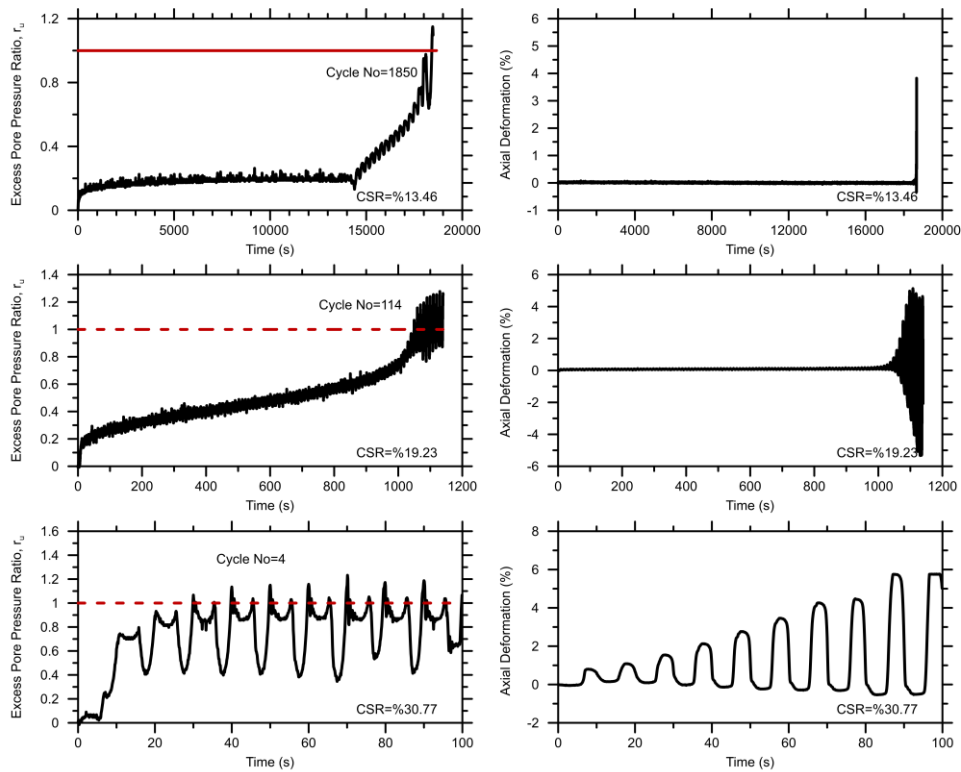 1.2
0.8
0.4
0
Excess Pore Pressure Ratio, ru
Cycle No=1850
CSR=%13.46
0 5000 10000 15000 20000
Time (s)
6
5
4
3
2
1
0
-1
Axial Deformation (%)
CSR=%13.46
0 4000 8000 12000 16000 20000
Time (s)
1.4
1.2
1
0.8
0.6
0.4
0.2
0
Excess Pore Pressure Ratio, ru
Cycle No=114
CSR=%19.23
0 200 400 600 800 1000 1200
Time (s)
6
4
2
0
-2
-4
-6
Axial Deformation (%)
CSR=%19.23
0 200 400 600 800 1000 1200
Time (s)
1.6
1.4
1.2
1
0.8
0.6
0.4
0.2
0
Excess Pore Pressure Ratio, ru
Cycle No=4
CSR=%30.77
0 20 40 60 80 100
Time (s)
8
6
4
2
0
-2
Axial Deformation (%)
CSR=%30.77
0 20 40 60 80 100
Time (s)